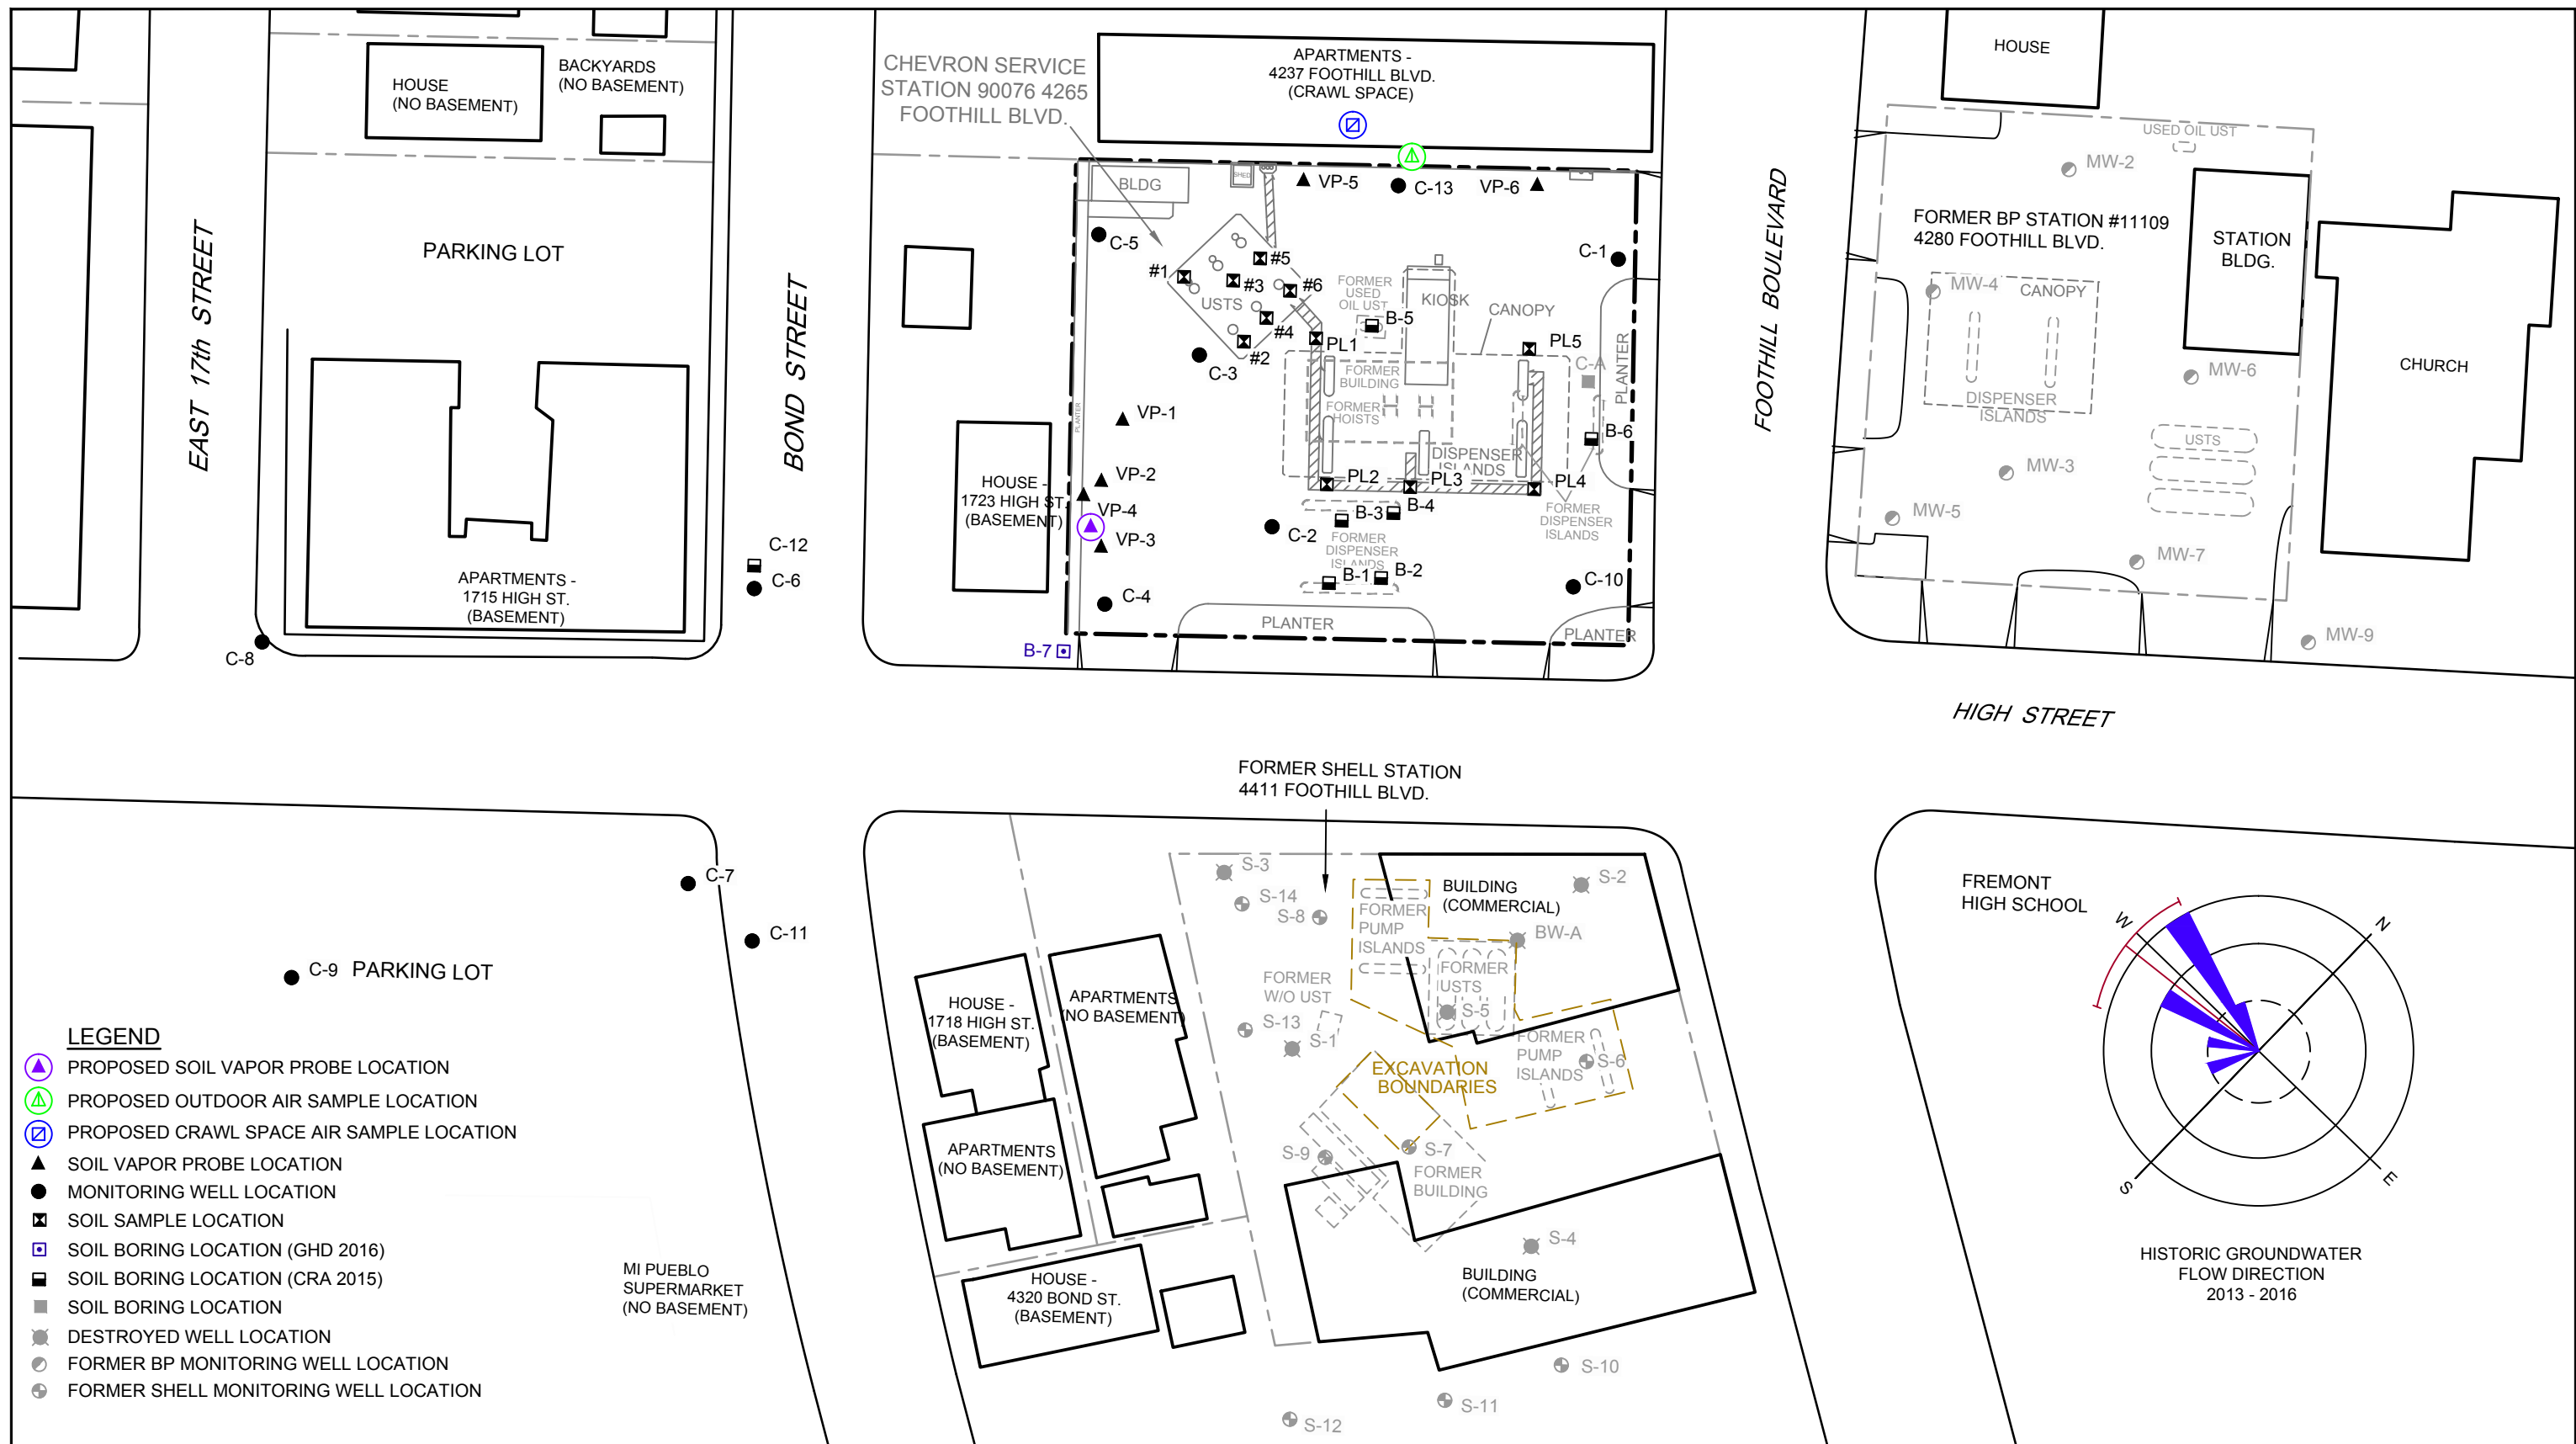 HOUSE
(NO BASEMENT)
BACKYARDS
(NO BASEMENT)
PARKING LOT
EAST 17th STREET
BOND STREET
APARTMENTS -
1715 HIGH ST.
(BASEMENT)
C-8
C-12
C-6
CHEVRON SERVICE
STATION 90076 4265
FOOTHILL BLVD.
APARTMENTS -
4237 FOOTHILL BLVD.
(CRAWL SPACE)
BLDG
SHED
VP-5
C-13
VP-6
C-5
#1
#5
#3
#6
USTS
#4
#2
C-3
C-1
FORMER
USED
OIL UST
KIOSK
CANOPY
B-5
PL1
PL5
C-A
PLANTER
FORMER
BUILDING
FORMER
HOISTS
B-6
PLANTER
VP-1
VP-2
VP-4
VP-3
HOUSE -
1723 HIGH ST.
(BASEMENT)
DISPENSER
ISLANDS
PL2
PL3
PL4
B-3
B-4
FORMER
DISPENSER
ISLANDS
C-2
FORMER
DISPENSER
ISLANDS
B-1
B-2
C-10
C-4
PLANTER
PLANTER
B-7
FOOTHILL BOULEVARD
HOUSE
USED OIL UST
MW-2
FORMER BP STATION #11109
4280 FOOTHILL BLVD.
STATION
BLDG.
MW-4
CANOPY
CHURCH
MW-6
DISPENSER
ISLANDS
USTS
MW-3
MW-5
MW-7
MW-9
HIGH STREET
FORMER SHELL STATION
4411 FOOTHILL BLVD.
C-7
C-11
C-9
PARKING LOT
S-3
S-14
S-8
FORMER
PUMP
ISLANDS
BUILDING
(COMMERCIAL)
S-2
BW-A
FORMER
USTS
S-5
FORMER
W/O UST
S-13
S-1
FORMER
PUMP
ISLANDS
S-6
EXCAVATION
BOUNDARIES
HOUSE -
1718 HIGH ST.
(BASEMENT)
APARTMENTS
(NO BASEMENT)
APARTMENTS
(NO BASEMENT)
S-9
S-7
FORMER
BUILDING
S-4
BUILDING
(COMMERCIAL)
HOUSE -
4320 BOND ST.
(BASEMENT)
S-10
S-11
S-12
MI PUEBLO
SUPERMARKET
(NO BASEMENT)
FREMONT
HIGH SCHOOL
W
N
S
E
HISTORIC GROUNDWATER
FLOW DIRECTION
2013 - 2016
LEGEND
PROPOSED SOIL VAPOR PROBE LOCATION
PROPOSED OUTDOOR AIR SAMPLE LOCATION
PROPOSED CRAWL SPACE AIR SAMPLE LOCATION
SOIL VAPOR PROBE LOCATION
MONITORING WELL LOCATION
SOIL SAMPLE LOCATION
SOIL BORING LOCATION (GHD 2016)
SOIL BORING LOCATION (CRA 2015)
SOIL BORING LOCATION
DESTROYED WELL LOCATION
FORMER BP MONITORING WELL LOCATION
FORMER SHELL MONITORING WELL LOCATION